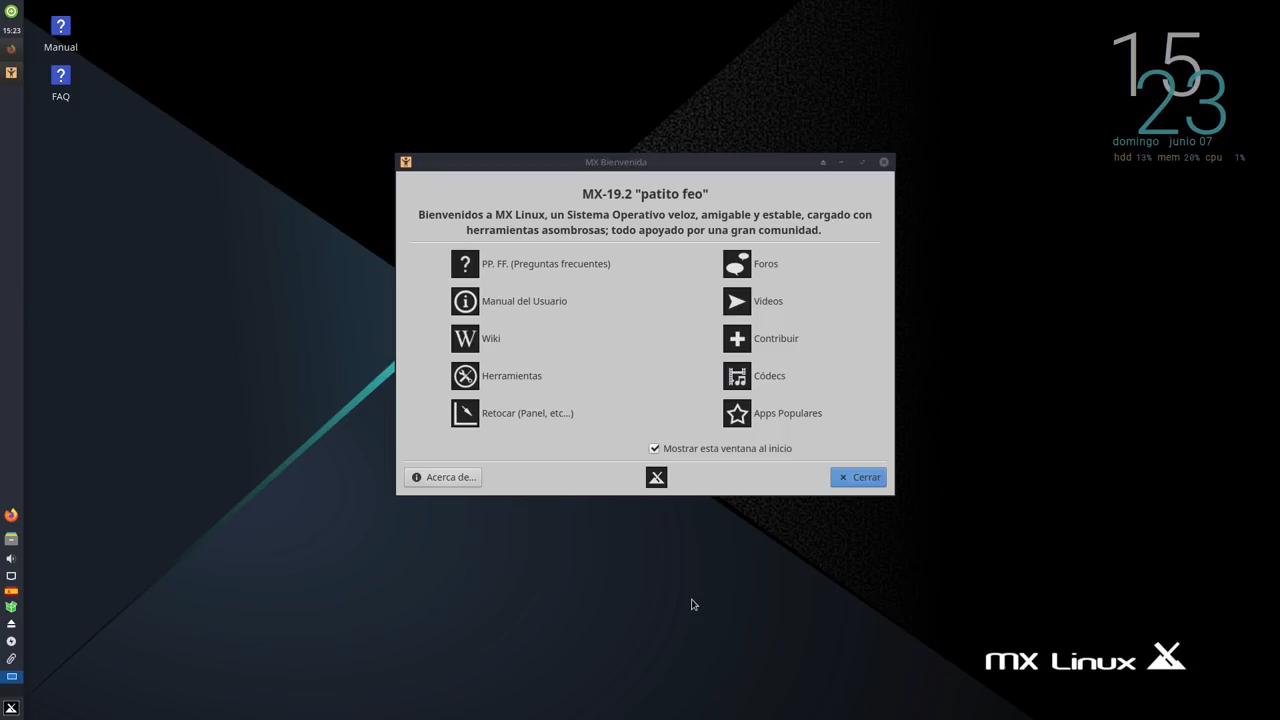 15:23
Manual
FAQ
15
23
domingo junio 07
hdd 13% mem 20% cpu 1%
MX Bienvenida
MX-19.2 "patito feo"
Bienvenidos a MX Linux, un Sistema Operativo veloz, amigable y estable, cargado con
herramientas asombrosas; todo apoyado por una gran comunidad.
PP. FF. (Preguntas frecuentes)
Foros
Manual del Usuario
Videos
Wiki
Contribuir
Herramientas
Códecs
Retocar (Panel, etc...)
Apps Populares
Mostrar esta ventana al inicio
Acerca de...
Cerrar
MX Linux